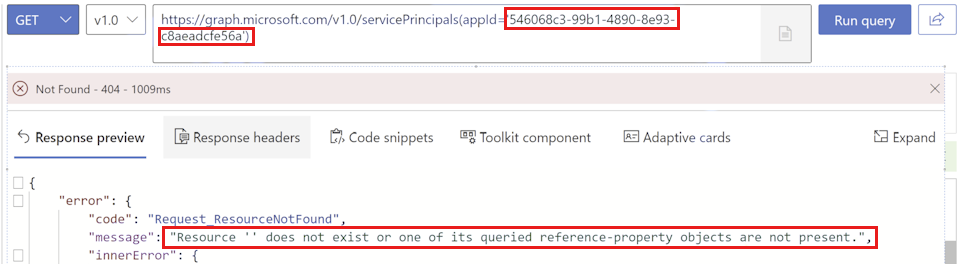 GET v1.0 https://graph.microsoft.com/v1.0/servicePrincipals(appId='546068c3-99b1-4890-8e93-
c8aeadcfe56a') Run query
Not Found - 404 - 1009ms
Response preview Response headers Code snippets Toolkit component Adaptive cards Expand
{
"error": {
"code": "Request_ResourceNotFound",
"message": "Resource '' does not exist or one of its queried reference-property objects are not present.",
"innerError": {